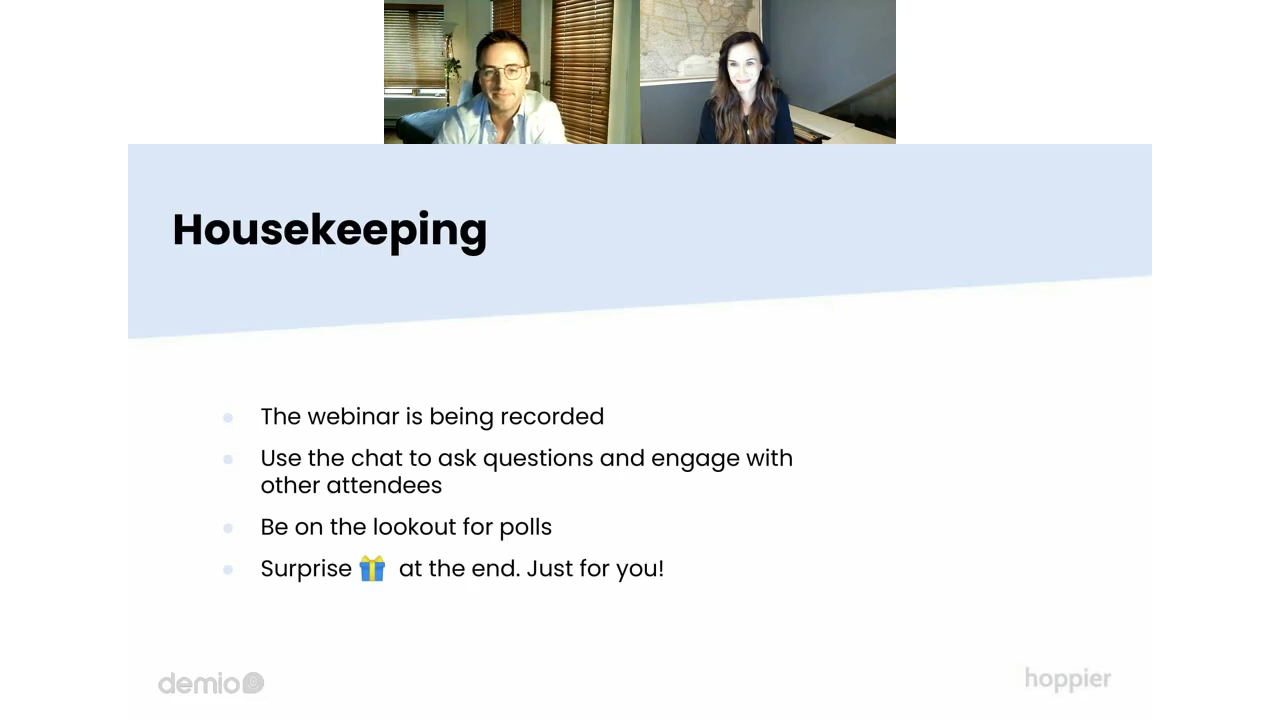 Housekeeping
The webinar is being recorded
Use the chat to ask questions and engage with
other attendees
Be on the lookout for polls
Surprise 🎁 at the end. Just for you!
demio
hoppier